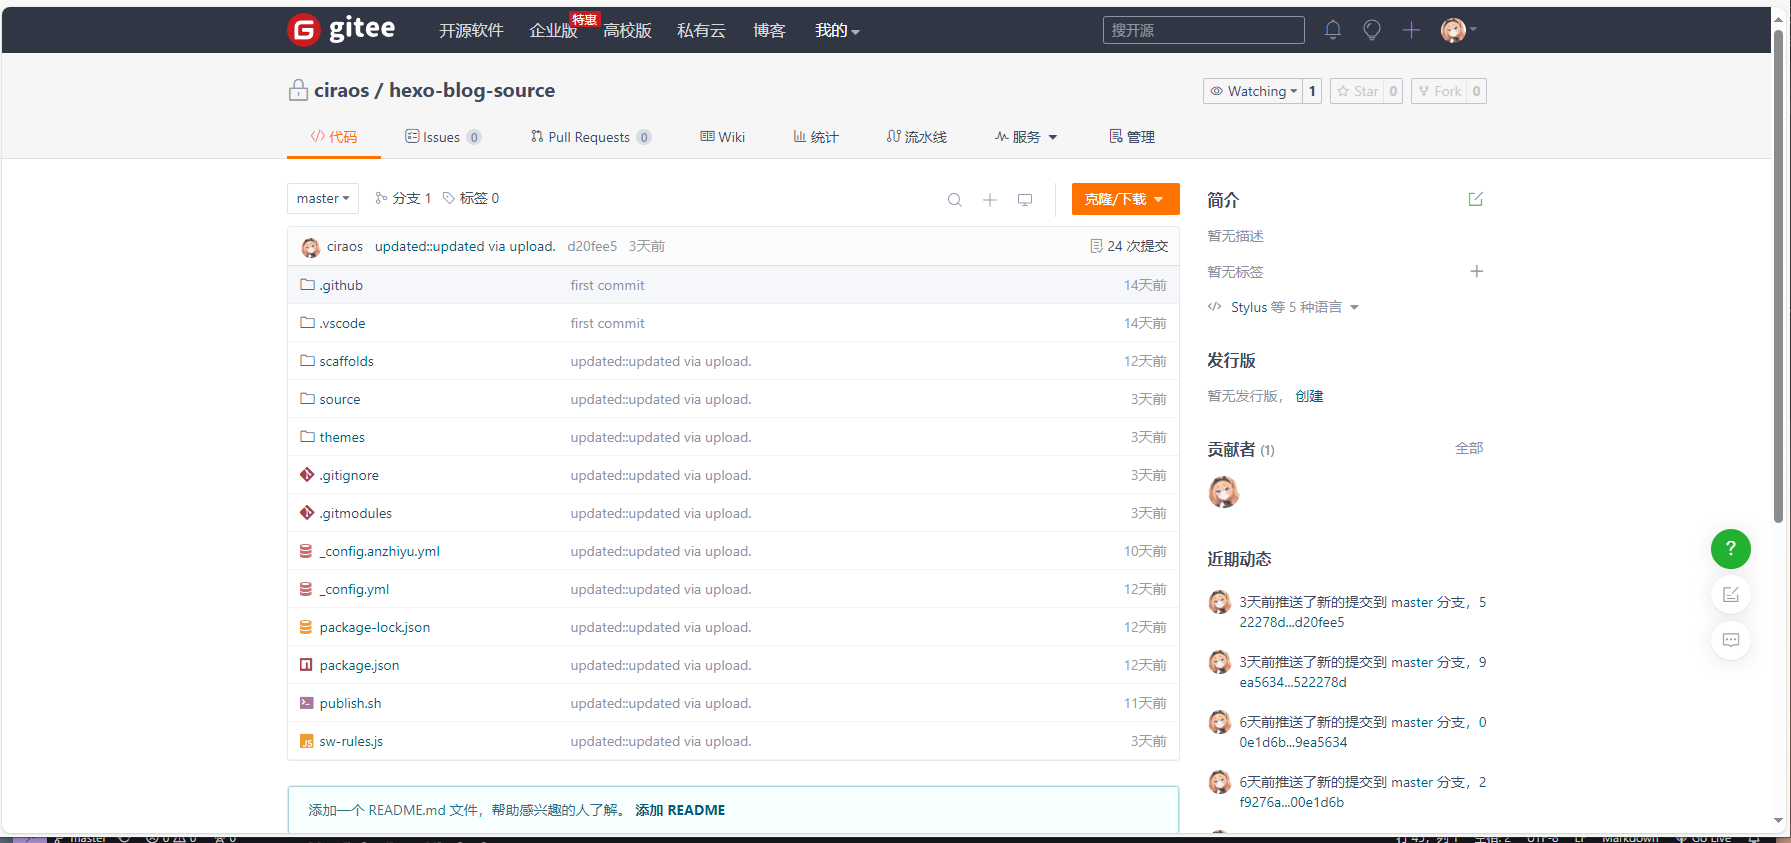 gitee
开源软件 企业版 特惠 高校版 私有云 博客 我的 搜开源
ciraos / hexo-blog-source
Watching 1 Star 0 Fork 0
代码 Issues 0 Pull Requests 0 Wiki 统计 流水线 服务 管理
master 分支 1 标签 0 克隆/下载
ciraos updated::updated via upload. d20fee5 3天前 24 次提交
.github first commit 14天前
.vscode first commit 14天前
scaffolds updated::updated via upload. 12天前
source updated::updated via upload. 3天前
themes updated::updated via upload. 3天前
.gitignore updated::updated via upload. 3天前
.gitmodules updated::updated via upload. 3天前
_config.anzhiyu.yml updated::updated via upload. 10天前
_config.yml updated::updated via upload. 12天前
package-lock.json updated::updated via upload. 12天前
package.json updated::updated via upload. 12天前
publish.sh updated::updated via upload. 11天前
sw-rules.js updated::updated via upload. 3天前
添加一个 README.md 文件，帮助感兴趣的人了解。 添加 README
简介
暂无描述
暂无标签
Stylus 等 5 种语言
发行版
暂无发行版， 创建
贡献者 (1) 全部
近期动态
3天前推送了新的提交到 master 分支，5
22278d...d20fee5
3天前推送了新的提交到 master 分支，9
ea5634...522278d
6天前推送了新的提交到 master 分支，0
0e1d6b...9ea5634
6天前推送了新的提交到 master 分支，2
f9276a...00e1d6b
?
master 0 0 0 UTF-8 LF Markdown Go Live